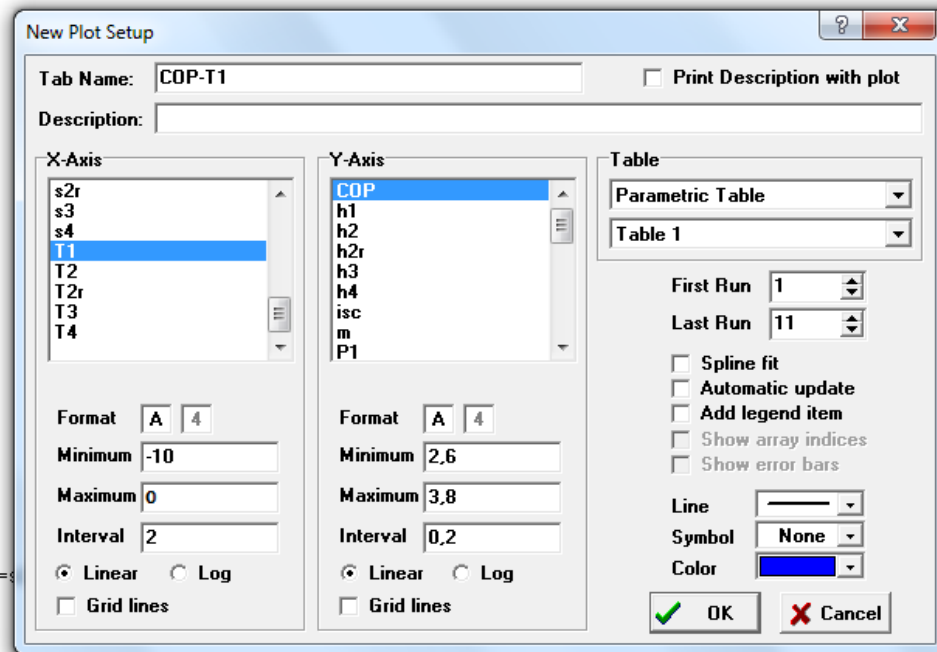 New Plot Setup
?
Tab Name: COP-T1
Print Description with plot
Description:
X-Axis
s2r
s3
s4
T1
T2
T2r
T3
T4
Format A 4
Minimum -10
Maximum 0
Interval 2
Linear Log
Grid lines
Y-Axis
COP
h1
h2
h2r
h3
h4
isc
m
P1
Format A 4
Minimum 2,6
Maximum 3,8
Interval 0,2
Linear Log
Grid lines
Table
Parametric Table
Table 1
First Run 1
Last Run 11
Spline fit
Automatic update
Add legend item
Show array indices
Show error bars
Line
Symbol None
Color
OK Cancel